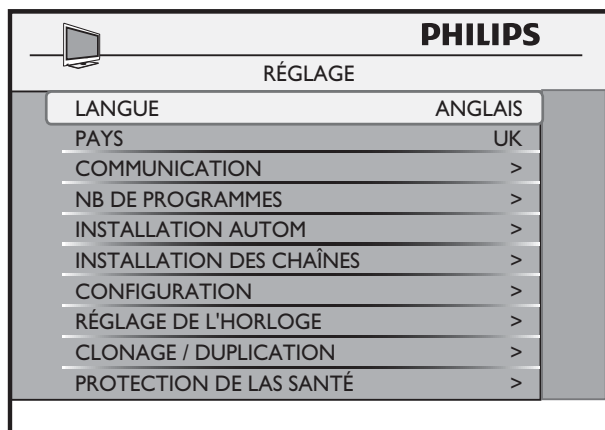 PHILIPS
RÉGLAGE
LANGUE ANGLAIS
PAYS UK
COMMUNICATION >
NB DE PROGRAMMES >
INSTALLATION AUTOM >
INSTALLATION DES CHAÎNES >
CONFIGURATION >
RÉGLAGE DE L'HORLOGE >
CLONAGE / DUPLICATION >
PROTECTION DE LAS SANTÉ >